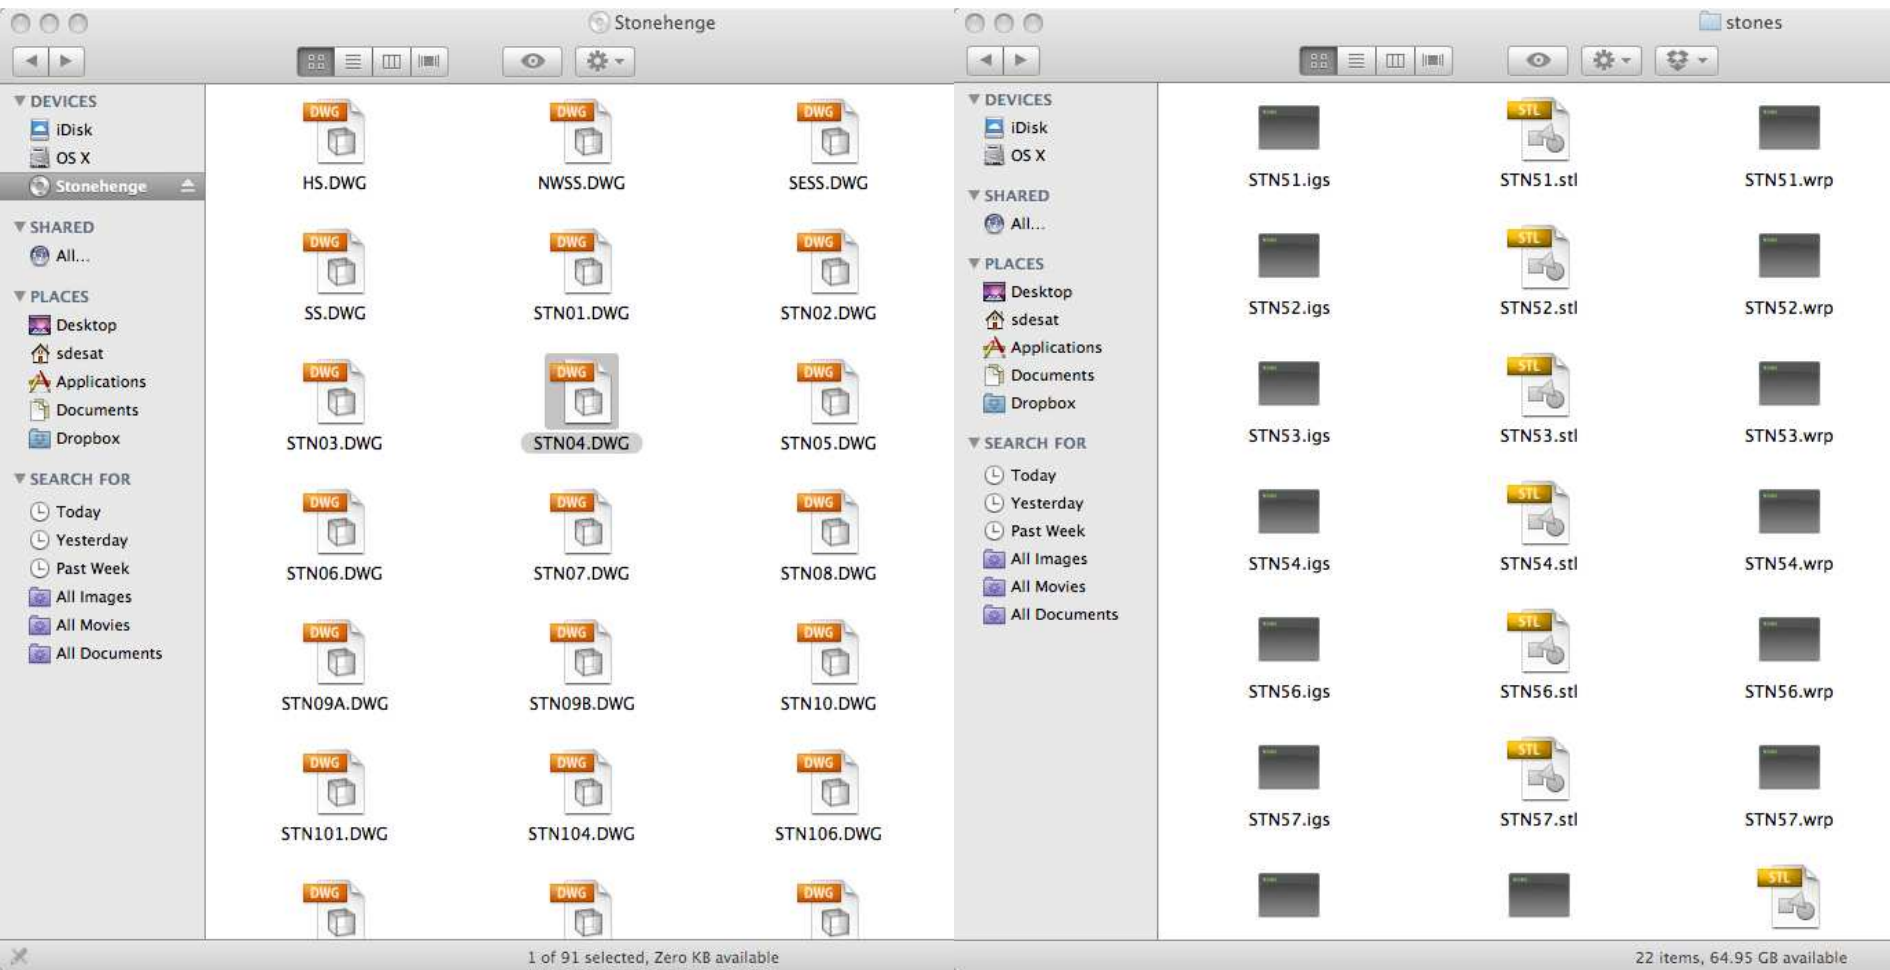 Stonehenge
DEVICES
iDisk
OS X
Stonehenge
SHARED
All...
PLACES
Desktop
sdesat
Applications
Documents
Dropbox
SEARCH FOR
Today
Yesterday
Past Week
All Images
All Movies
All Documents
DWG DWG DWG
HS.DWG NWSS.DWG SESS.DWG
DWG DWG DWG
SS.DWG STN01.DWG STN02.DWG
DWG DWG DWG
STN03.DWG STN04.DWG STN05.DWG
DWG DWG DWG
STN06.DWG STN07.DWG STN08.DWG
DWG DWG DWG
STN09A.DWG STN09B.DWG STN10.DWG
DWG DWG DWG
STN101.DWG STN104.DWG STN106.DWG
DWG DWG DWG
1 of 91 selected, Zero KB available
stones
DEVICES
iDisk
OS X
SHARED
All...
PLACES
Desktop
sdesat
Applications
Documents
Dropbox
SEARCH FOR
Today
Yesterday
Past Week
All Images
All Movies
All Documents
STL
STN51.igs STN51.stl STN51.wrp
STL
STN52.igs STN52.stl STN52.wrp
STL
STN53.igs STN53.stl STN53.wrp
STL
STN54.igs STN54.stl STN54.wrp
STL
STN56.igs STN56.stl STN56.wrp
STL
STN57.igs STN57.stl STN57.wrp
STL
22 items, 64.95 GB available